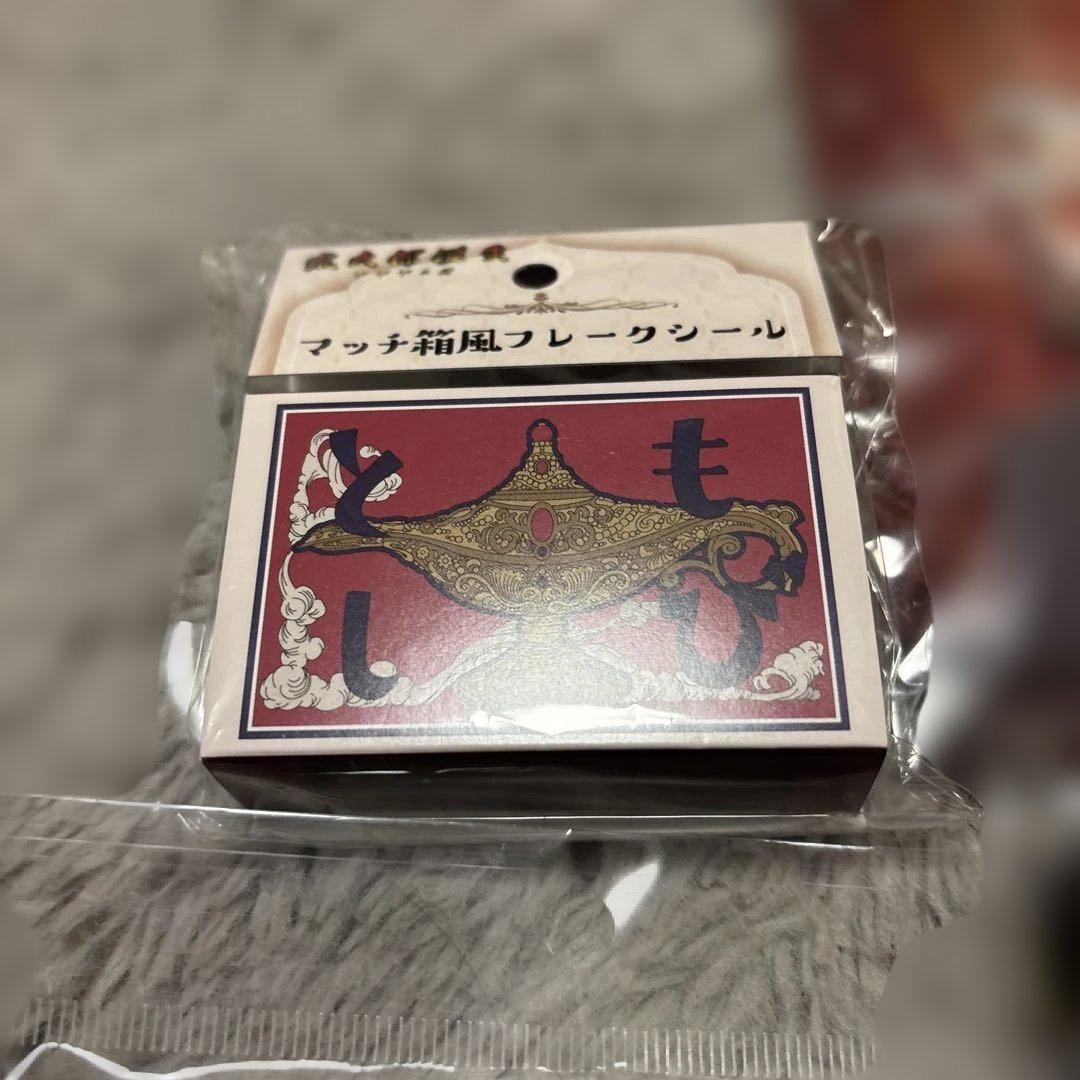 マッチ箱風フレークシール
ともしび